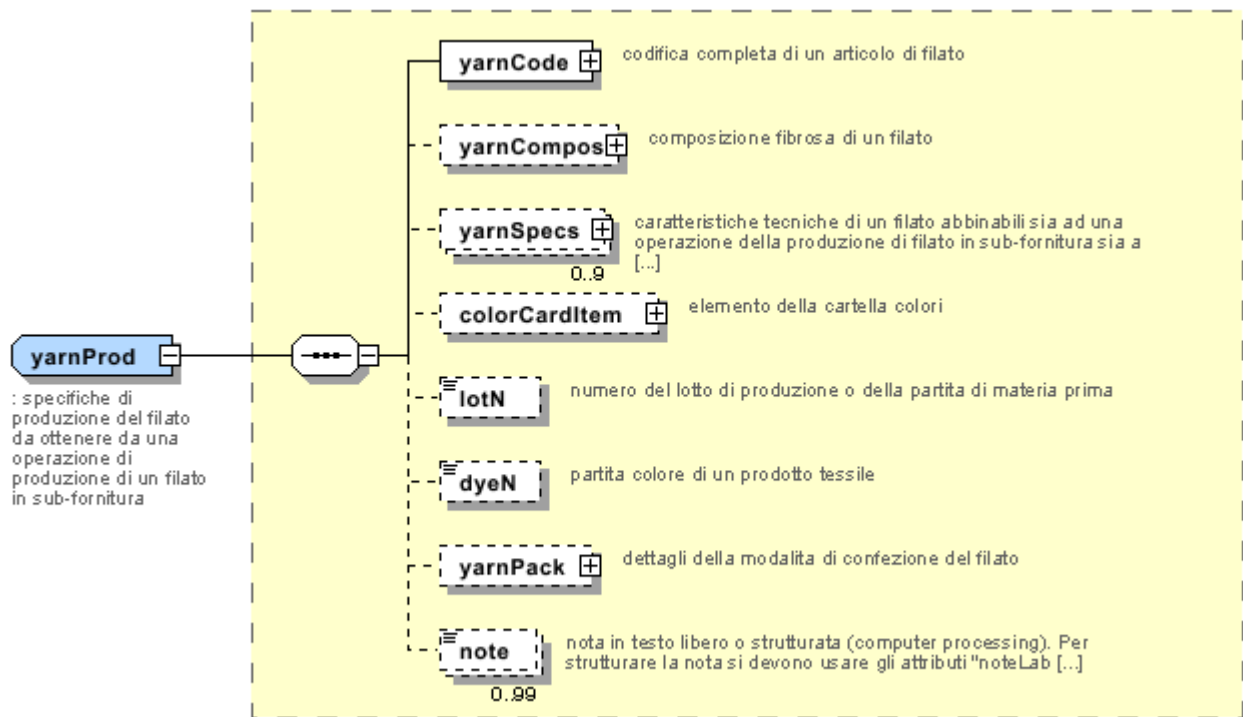 yarnCode
codifica completa di un articolo di filato
yarnCompos
composizione fibrosa di un filato
yarnSpecs
caratteristiche tecniche di un filato abbinabili sia ad una
operazione della produzione di filato in sub-fornitura sia a
[...]
0..9
colorCardItem
elemento della cartella colori
yarnProd
: specifiche di
produzione del filato
da ottenere da una
operazione di
produzione di un filato
in sub-fornitura
lotN
numero del lotto di produzione o della partita di materia prima
dyeN
partita colore di un prodotto tessile
yarnPack
dettagli della modalita di confezione del filato
note
nota in testo libero o strutturata (computer processing). Per
strutturare la nota si devono usare gli attributi "noteLab [...]
0..99